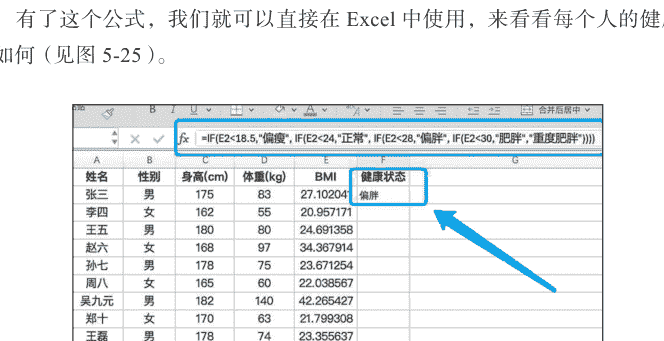 有了这个公式，我们就可以直接在 Excel 中使用，来看看每个人的健
如何（见图 5-25）。
B I U A 合并后居中
fx =IF(E2<18.5,"偏瘦", IF(E2<24,"正常", IF(E2<28,"偏胖", IF(E2<30,"肥胖","重度肥胖"))))
A B C D E F G
姓名 性别 身高(cm) 体重(kg) BMI 健康状态
张三 男 175 83 27.102041 偏胖
李四 女 162 55 20.957171
王五 男 180 80 24.691358
赵六 女 168 97 34.367914
孙七 男 178 75 23.671254
周八 女 165 60 22.038567
吴九元 男 182 140 42.265427
郑十 女 170 63 21.799308
王磊 男 178 74 23.355637